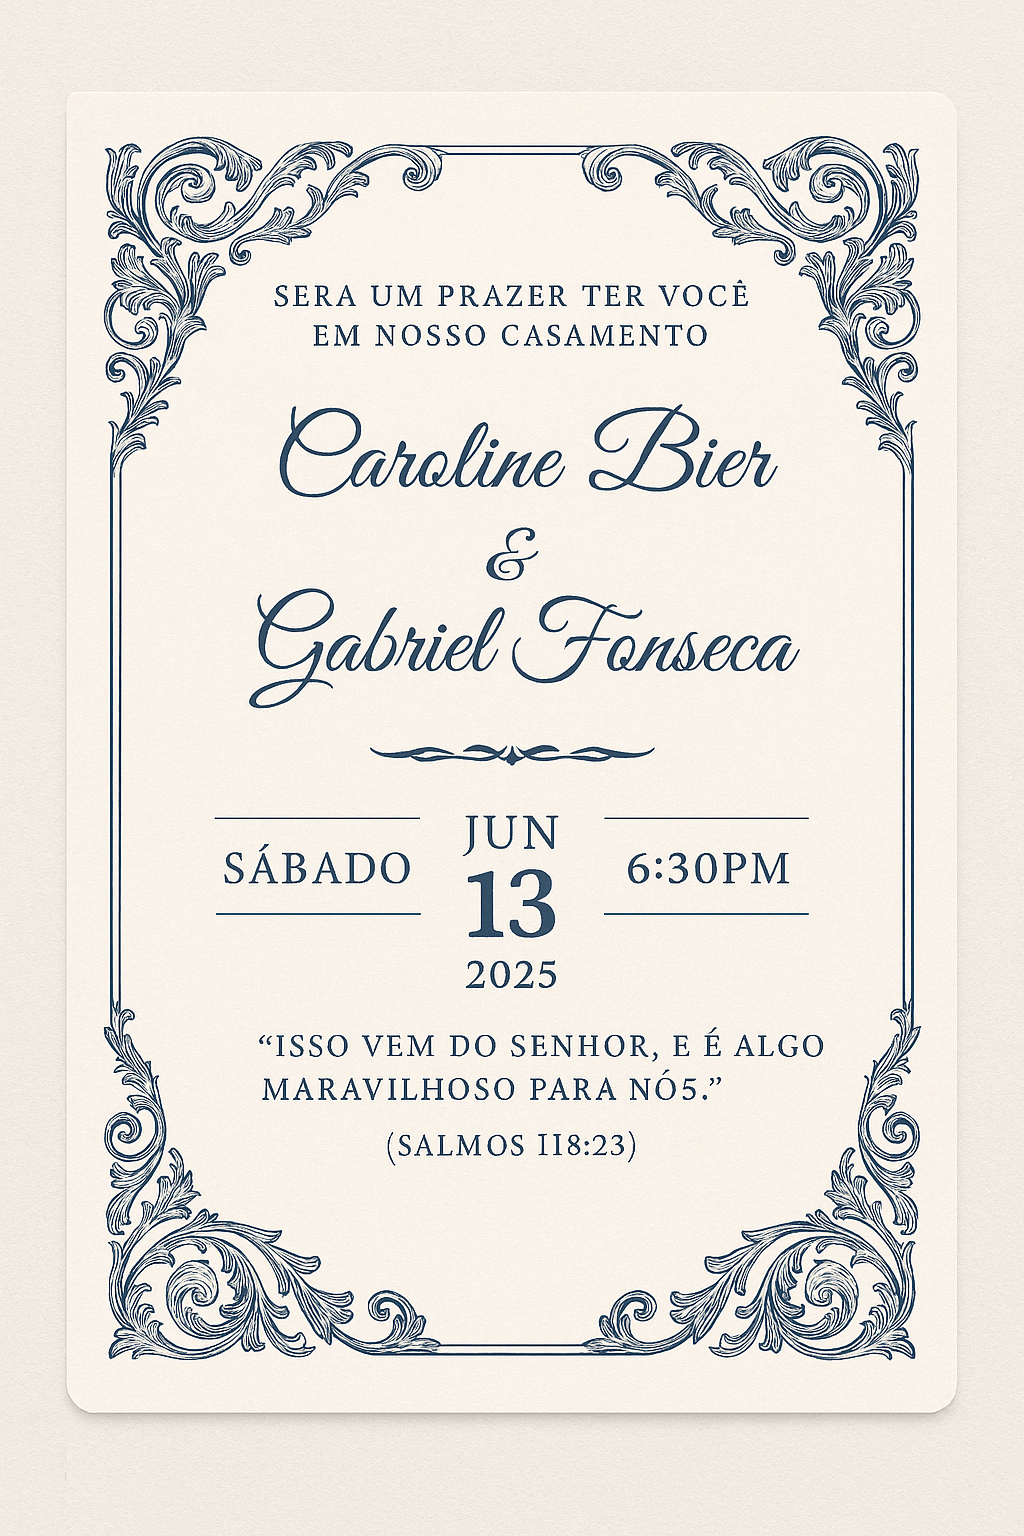 SERA UM PRAZER TER VOCÊ
EM NOSSO CASAMENTO
Caroline Bier
&
Gabriel Fonseca
SÁBADO
JUN
13
2025
6:30PM
“ISSO VEM DO SENHOR, E É ALGO
MARAVILHOSO PARA NÓ5.”
(SALMOS II8:23)